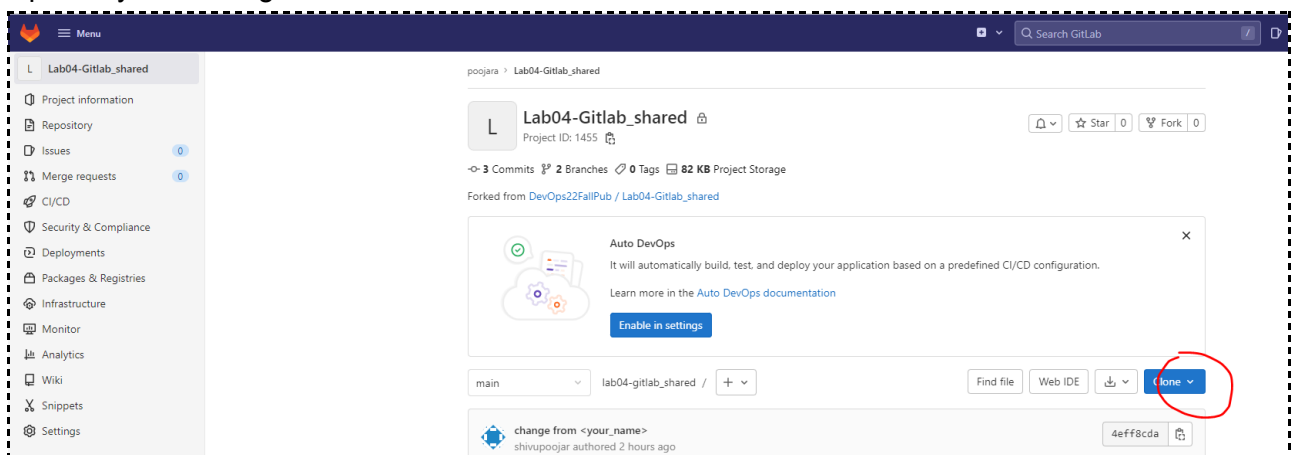 Menu
Search GitLab /
L Lab04-Gitlab_shared
Project information
Repository
Issues 0
Merge requests 0
CI/CD
Security & Compliance
Deployments
Packages & Registries
Infrastructure
Monitor
Analytics
Wiki
Snippets
Settings
poojara > Lab04-Gitlab_shared
L
Lab04-Gitlab_shared
Project ID: 1455
Star 0 Fork 0
3 Commits 2 Branches 0 Tags 82 KB Project Storage
Forked from DevOps22FallPub / Lab04-Gitlab_shared
Auto DevOps
It will automatically build, test, and deploy your application based on a predefined CI/CD configuration.
Learn more in the Auto DevOps documentation
Enable in settings
main lab04-gitlab_shared / +
Find file Web IDE Clone
change from <your_name>
shivupoojar authored 2 hours ago
4eff8cda